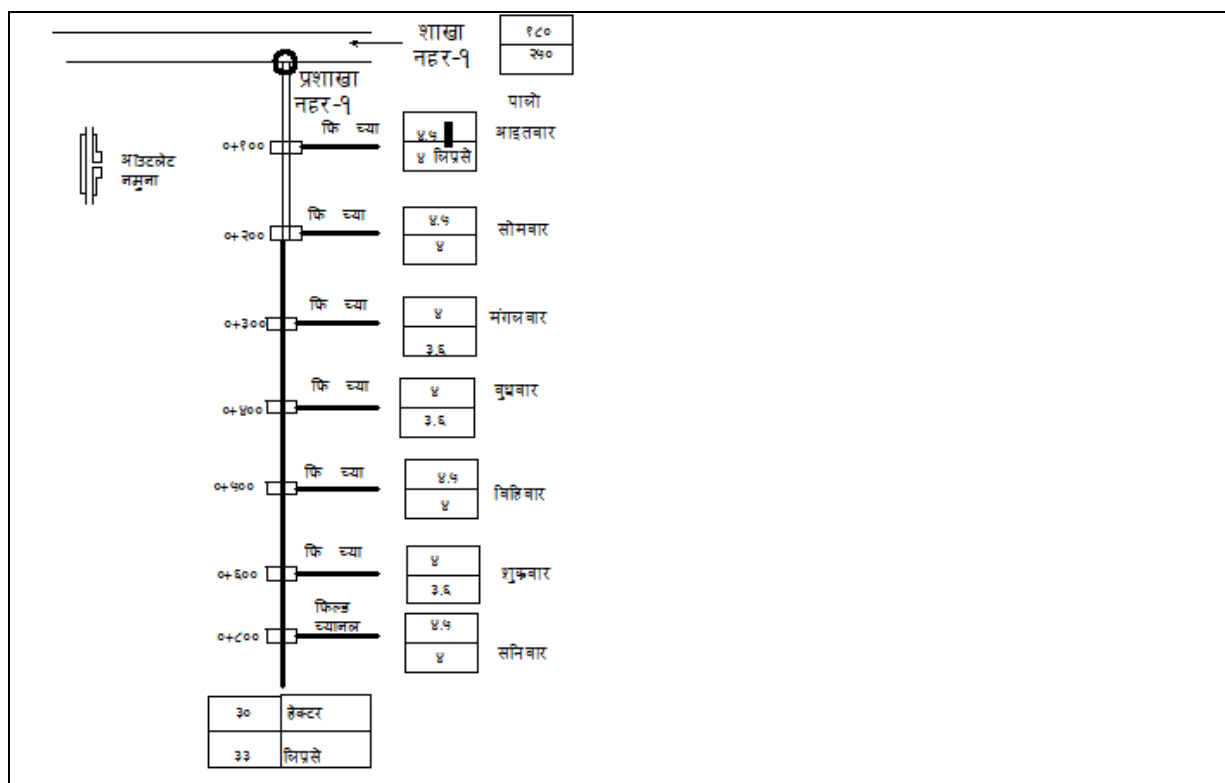 शाखा
नहर-१
१८०
२५०
प्रशाखा
नहर-१
पालो
०+१०० फि च्या ४.५ आइतबार
४ लिप्रसे
आउटलेट
नमुना
०+२०० फि च्या ४.५ सोमबार
४
०+३०० फि च्या ४ मंगलबार
३.६
०+४०० फि च्या ४ वुधबार
३.६
०+५०० फि च्या ४.५ बिहिबार
४
०+६०० फि च्या ४ शुक्रबार
३.६
०+८०० फिल्ड
च्यानल ४.५
४ सनिबार
३० हेक्टर
३३ लिप्रसे